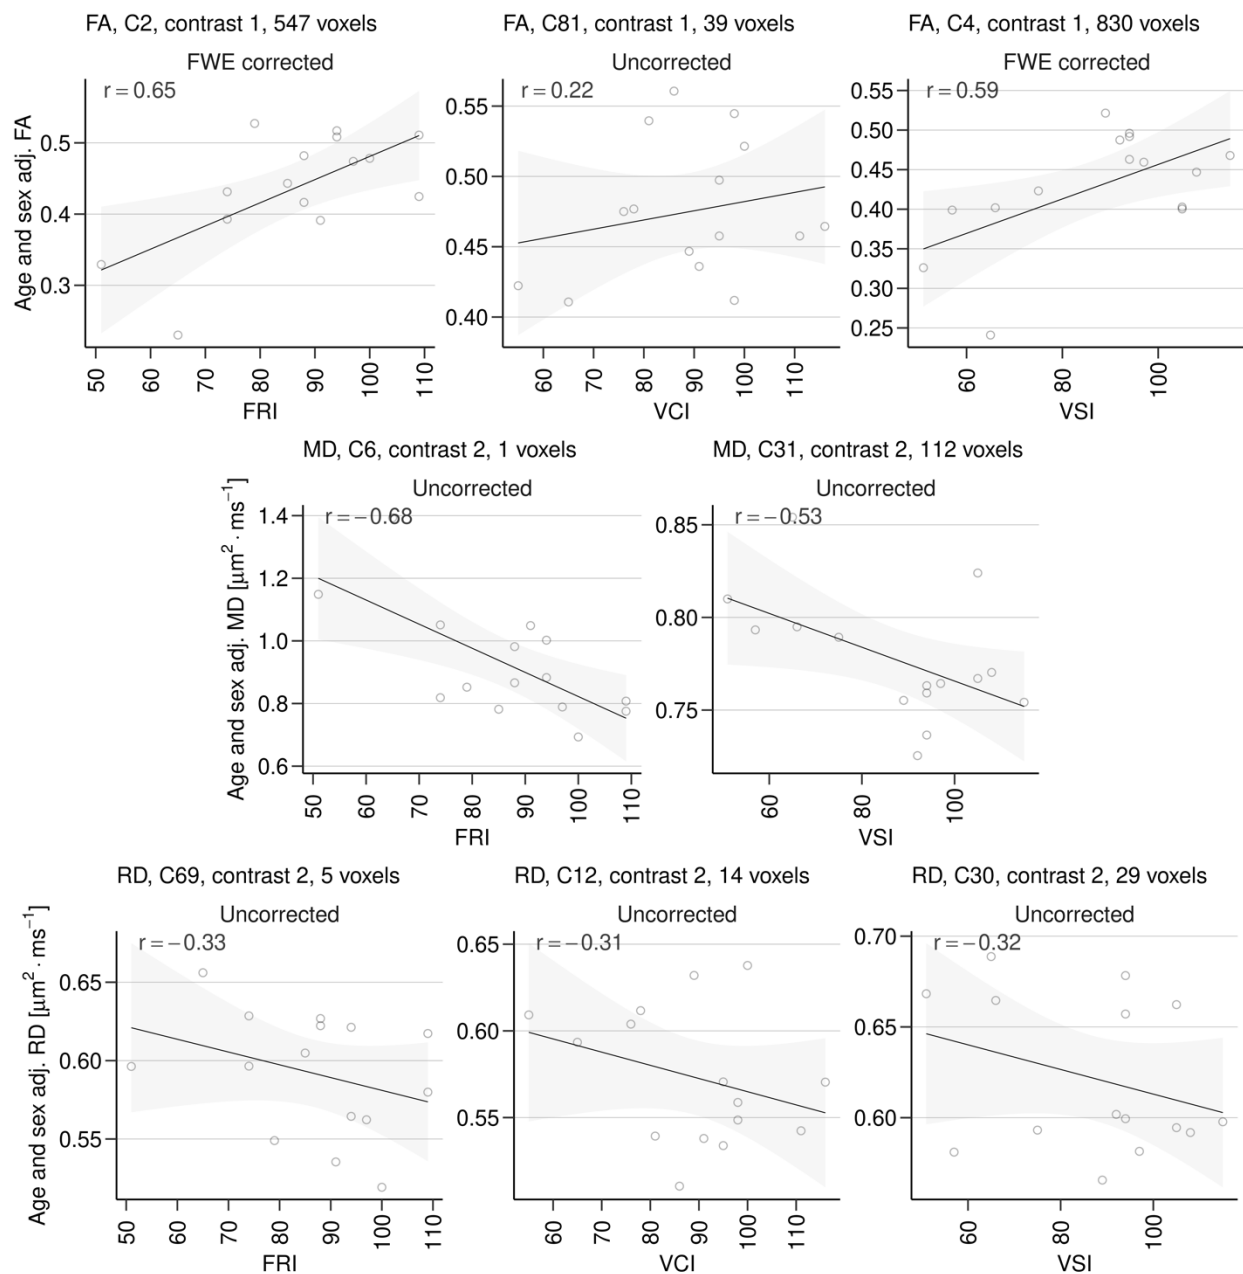 FA, C2, contrast 1, 547 voxels
FWE corrected
r = 0.65
Age and sex adj. FA
0.5
0.4
0.3
50 60 70 80 90 100 110
FRI
FA, C81, contrast 1, 39 voxels
Uncorrected
r = 0.22
0.55
0.50
0.45
0.40
60 70 80 90 100 110
VCI
FA, C4, contrast 1, 830 voxels
FWE corrected
r = 0.59
0.55
0.50
0.45
0.40
0.35
0.30
0.25
60 80 100
VSI
MD, C6, contrast 2, 1 voxels
Uncorrected
r = −0.68
Age and sex adj. MD [μm² · ms⁻¹]
1.4
1.2
1.0
0.8
0.6
50 60 70 80 90 100 110
FRI
MD, C31, contrast 2, 112 voxels
Uncorrected
r = −0.53
0.85
0.80
0.75
60 80 100
VSI
RD, C69, contrast 2, 5 voxels
Uncorrected
r = −0.33
Age and sex adj. RD [μm² · ms⁻¹]
0.65
0.60
0.55
50 60 70 80 90 100 110
FRI
RD, C12, contrast 2, 14 voxels
Uncorrected
r = −0.31
0.65
0.60
0.55
60 70 80 90 100 110
VCI
RD, C30, contrast 2, 29 voxels
Uncorrected
r = −0.32
0.70
0.65
0.60
60 80 100
VSI